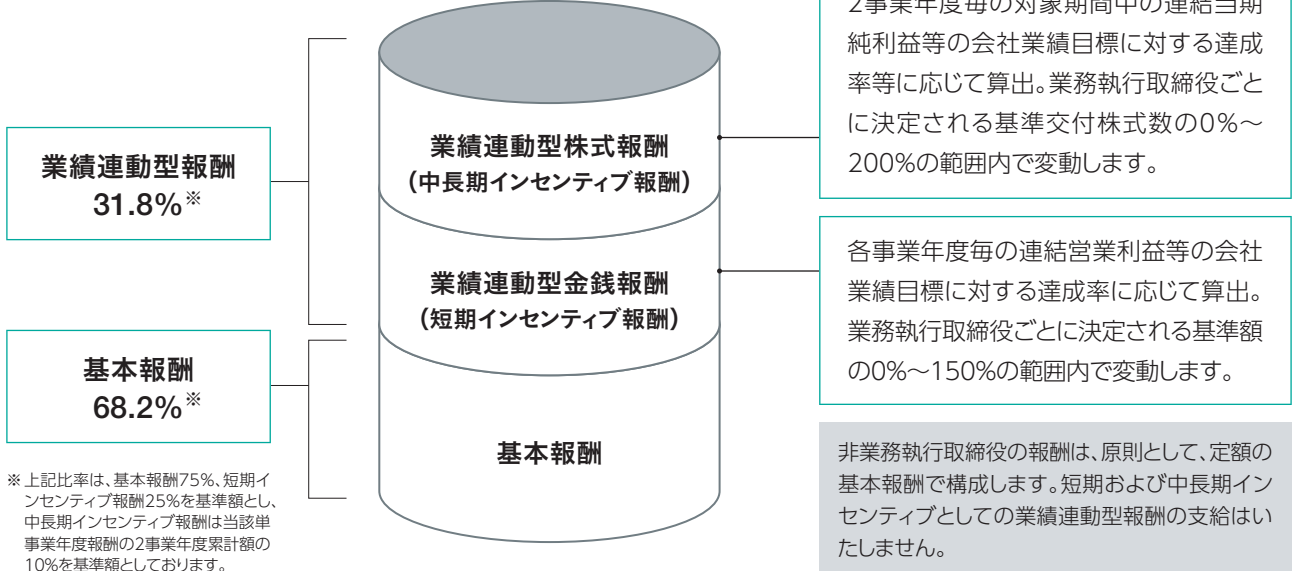 業績連動型報酬
31.8%※
基本報酬
68.2%※
※ 上記比率は、基本報酬75%、短期イ
ンセンティブ報酬25%を基準額とし、
中長期インセンティブ報酬は当該単
事業年度報酬の2事業年度累計額の
10%を基準額としております。
業績連動型株式報酬
(中長期インセンティブ報酬)
業績連動型金銭報酬
(短期インセンティブ報酬)
基本報酬
2事業年度毎の対象期間中の連結当期
純利益等の会社業績目標に対する達成
率等に応じて算出。業務執行取締役ごと
に決定される基準交付株式数の0%～
200%の範囲内で変動します。
各事業年度毎の連結営業利益等の会社
業績目標に対する達成率に応じて算出。
業務執行取締役ごとに決定される基準額
の0%～150%の範囲内で変動します。
非業務執行取締役の報酬は、原則として、定額の
基本報酬で構成します。短期および中長期イン
センティブとしての業績連動型報酬の支給はい
たしません。